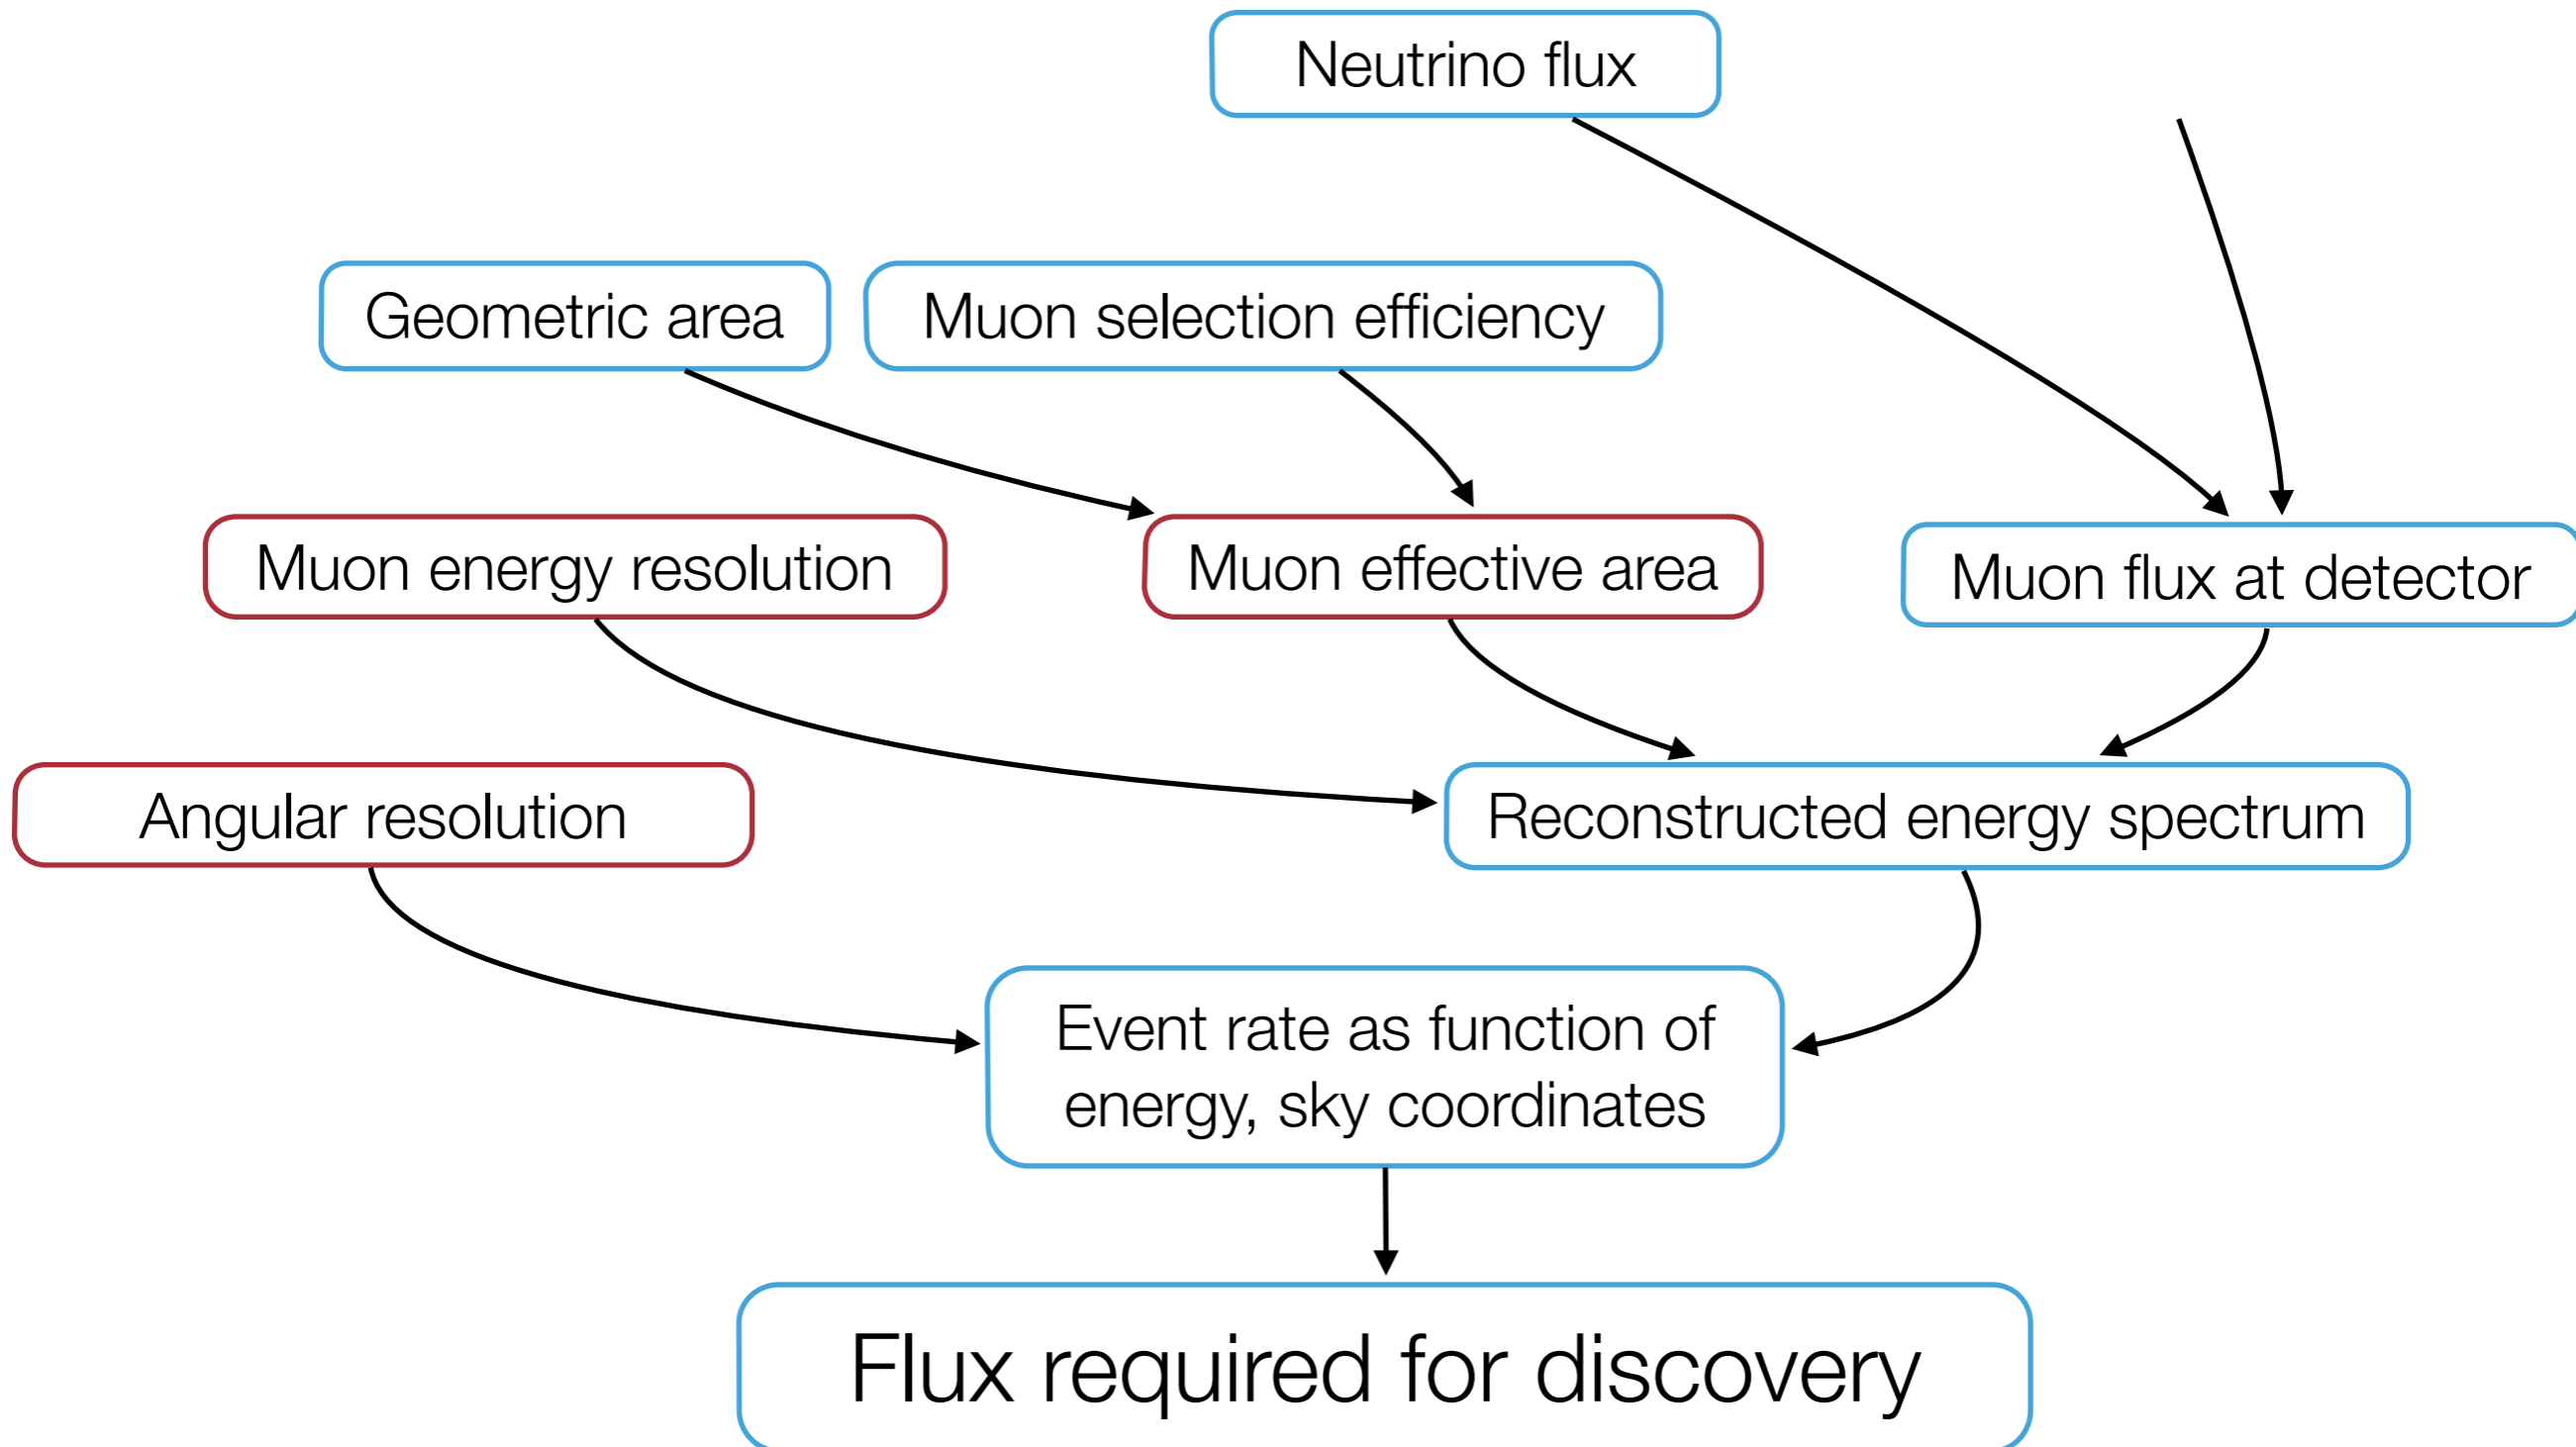 Neutrino flux
Geometric area
Muon selection efficiency
Muon energy resolution
Muon effective area
Muon flux at detector
Angular resolution
Reconstructed energy spectrum
Event rate as function of
energy, sky coordinates
Flux required for discovery